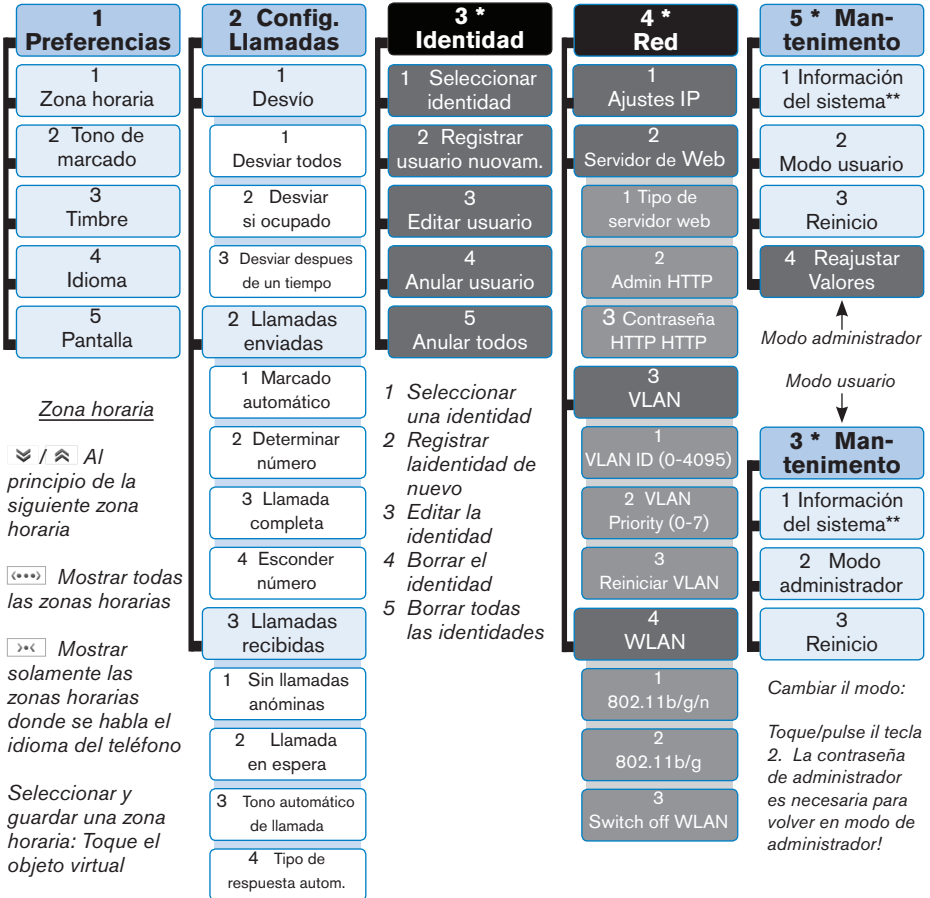 1
Preferencias
1
Zona horaria
2 Tono de
marcado
3
Timbre
4
Idioma
5
Pantalla
Zona horaria
/ Al
principio de la
siguiente zona
horaria
Mostrar todas
las zonas horarias
Mostrar
solamente las
zonas horarias
donde se habla el
idioma del teléfono
Seleccionar y
guardar una zona
horaria: Toque el
objeto virtual
2 Config.
Llamadas
1
Desvío
1
Desviar todos
2 Desviar
si ocupado
3 Desviar despues
de un tiempo
2 Llamadas
enviadas
1 Marcado
automático
2 Determinar
número
3 Llamada
completa
4 Esconder
número
3 Llamadas
recibidas
1 Sin llamadas
anóminas
2 Llamada
en espera
3 Tono automático
de llamada
4 Tipo de
respuesta autom.
3 *
Identidad
1 Seleccionar
identidad
2 Registrar
usuario nuovam.
3
Editar usuario
4
Anular usuario
5
Anular todos
1 Seleccionar
una identidad
2 Registrar
laidentidad de
nuevo
3 Editar la
identidad
4 Borrar el
identidad
5 Borrar todas
las identidades
4 *
Red
1
Ajustes IP
2
Servidor de Web
1 Tipo de
servidor web
2
Admin HTTP
3 Contraseña
HTTP HTTP
3
VLAN
1
VLAN ID (0-4095)
2 VLAN
Priority (0-7)
3
Reiniciar VLAN
4
WLAN
1
802.11b/g/n
2
802.11b/g
3
Switch off WLAN
5 * Man-
tenimento
1 Información
del sistema**
2
Modo usuario
3
Reinicio
4 Reajustar
Valores
Modo administrador
Modo usuario
3 * Man-
tenimento
1 Información
del sistema**
2 Modo
administrador
3
Reinicio
Cambiar il modo:
Toque/pulse il tecla
2. La contraseña
de administrador
es necesaria para
volver en modo de
administrador!